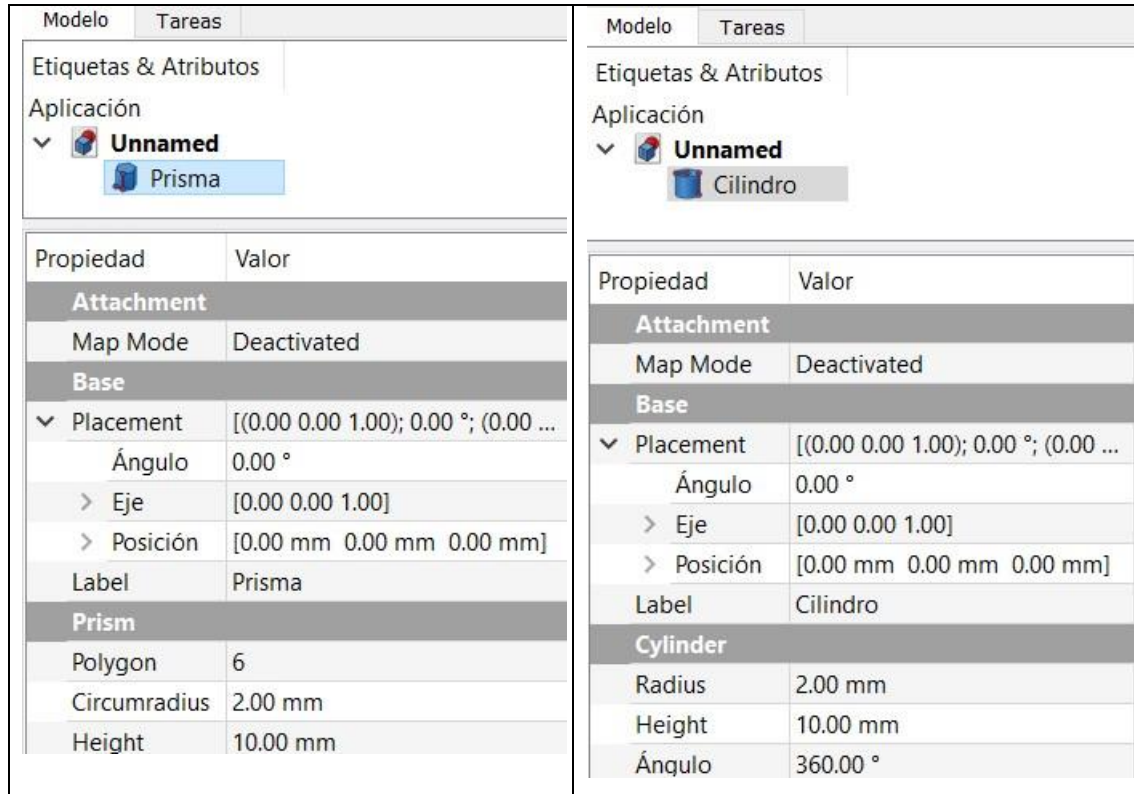 Modelo Tareas
Etiquetas & Atributos
Aplicación
Unnamed
Prisma
Propiedad Valor
Attachment
Map Mode Deactivated
Base
Placement [(0.00 0.00 1.00); 0.00 °; (0.00 ...
Ángulo 0.00 °
Eje [0.00 0.00 1.00]
Posición [0.00 mm 0.00 mm 0.00 mm]
Label Prisma
Prism
Polygon 6
Circumradius 2.00 mm
Height 10.00 mm
Modelo Tareas
Etiquetas & Atributos
Aplicación
Unnamed
Cilindro
Propiedad Valor
Attachment
Map Mode Deactivated
Base
Placement [(0.00 0.00 1.00); 0.00 °; (0.00 ...
Ángulo 0.00 °
Eje [0.00 0.00 1.00]
Posición [0.00 mm 0.00 mm 0.00 mm]
Label Cilindro
Cylinder
Radius 2.00 mm
Height 10.00 mm
Ángulo 360.00 °